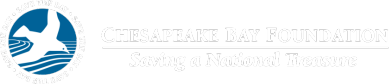 CHESAPEAKE BAY FOUNDATION
Saving a National Treasure